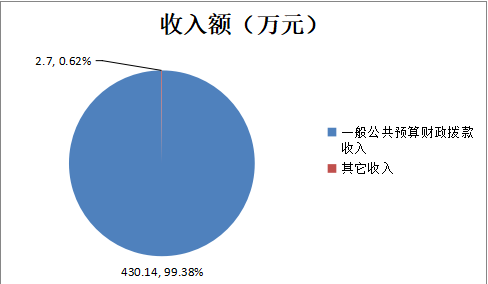 收入额（万元）
2.7, 0.62%
一般公共预算财政拨款
收入
其它收入
430.14, 99.38%